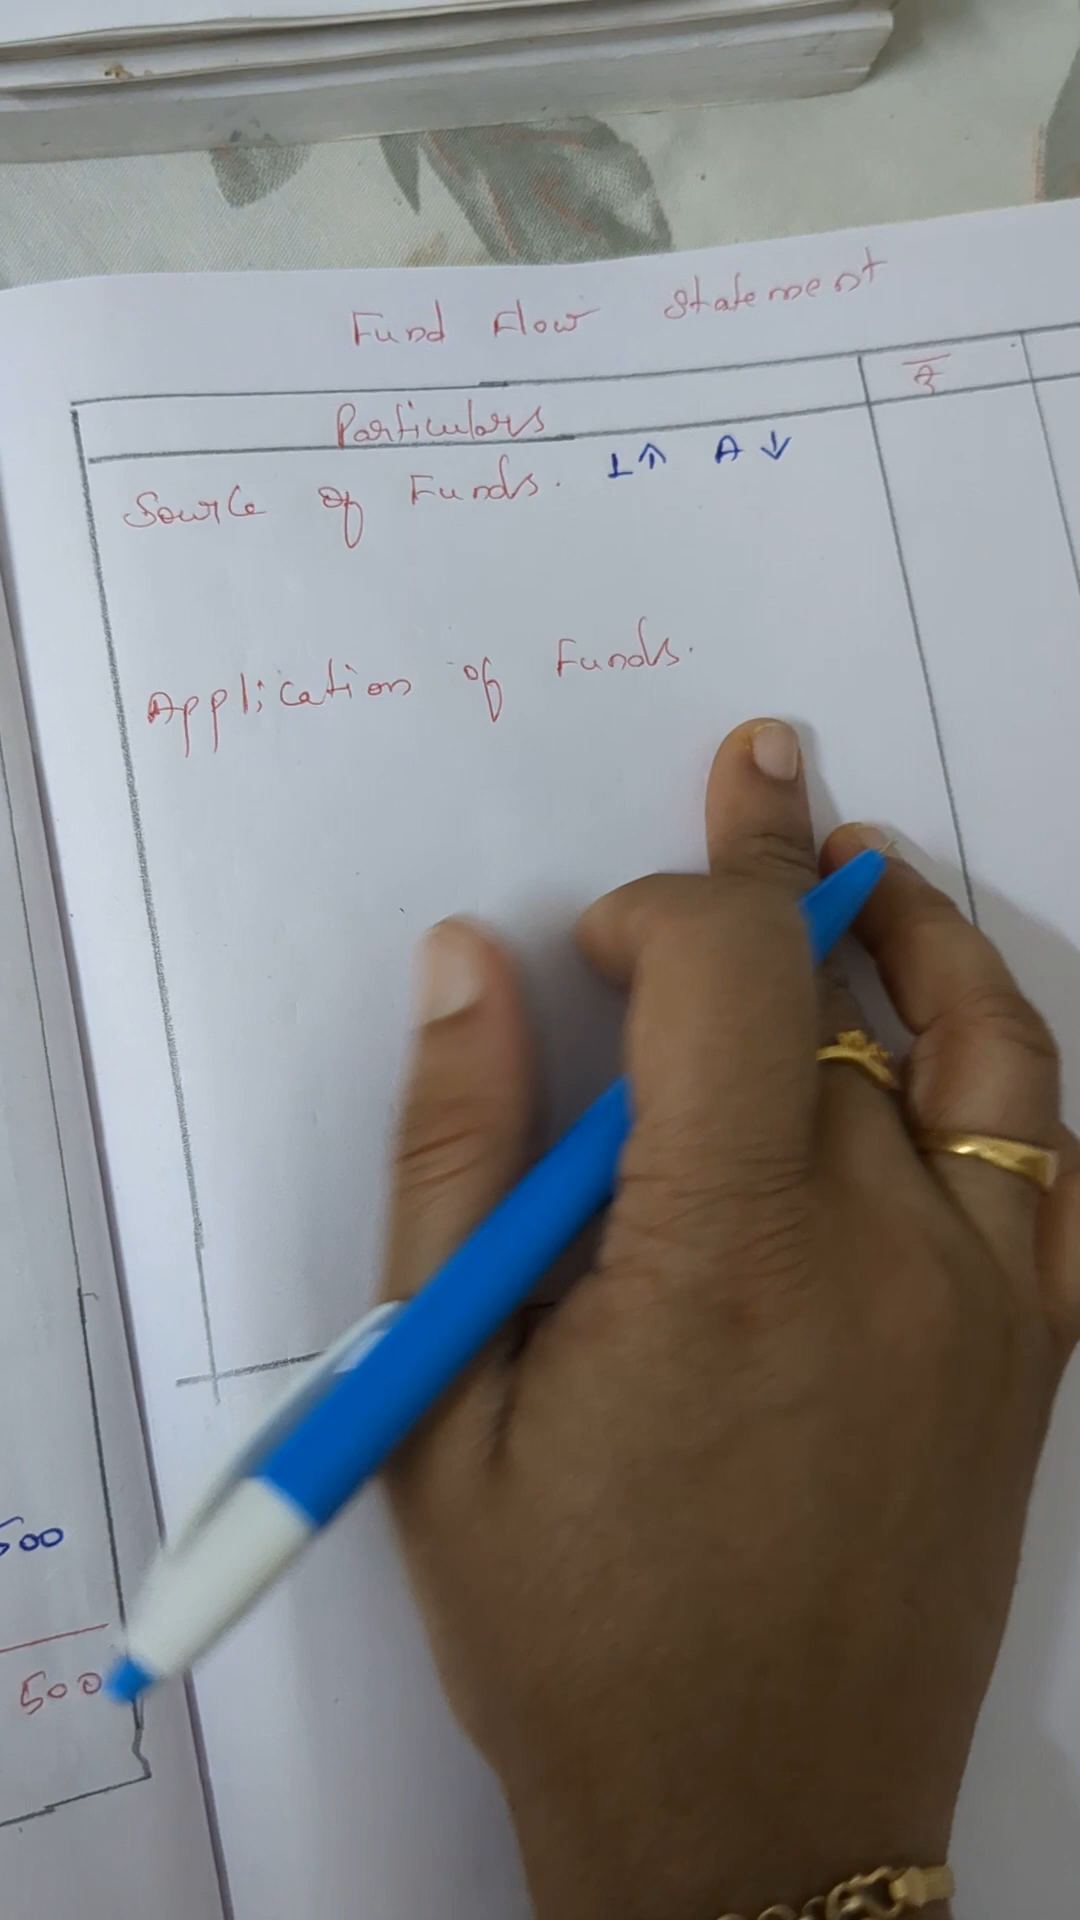 Fund Flow Statement
Particulars ₹
Source of Funds. L↑ A↓
Application of Funds.
500
500